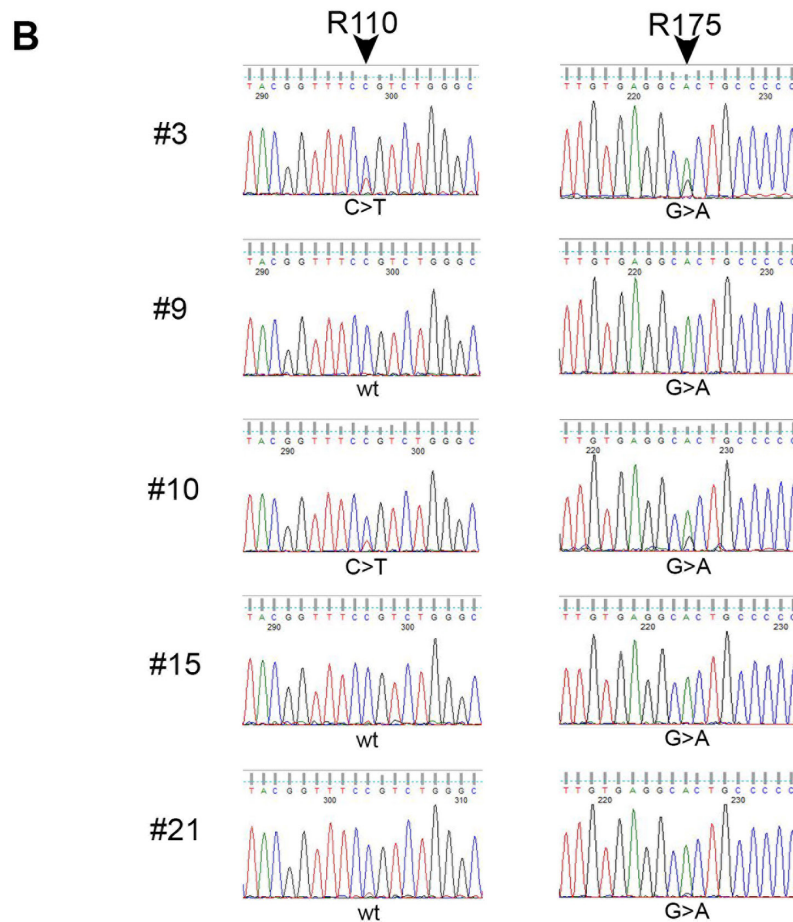 B
R110
R175
#3
TACGGTTTCCGTCTGGGC
290 300
C>T
TTGTGAGGCACTGCCCCC
220 230
G>A
#9
TACGGTTTCCGTCTGGGC
290 300
wt
TTGTGAGGCACTGCCCCC
220 230
G>A
#10
TACGGTTTCCGTCTGGGC
290 300
C>T
TTGTGAGGCACTGCCCCC
220 230
G>A
#15
TACGGTTTCCGTCTGGGC
290 300
wt
TTGTGAGGCACTGCCCCC
220 230
G>A
#21
TACGGTTTCCGTCTGGGC
300 310
wt
TTGTGAGGCACTGCCCCC
220 230
G>A